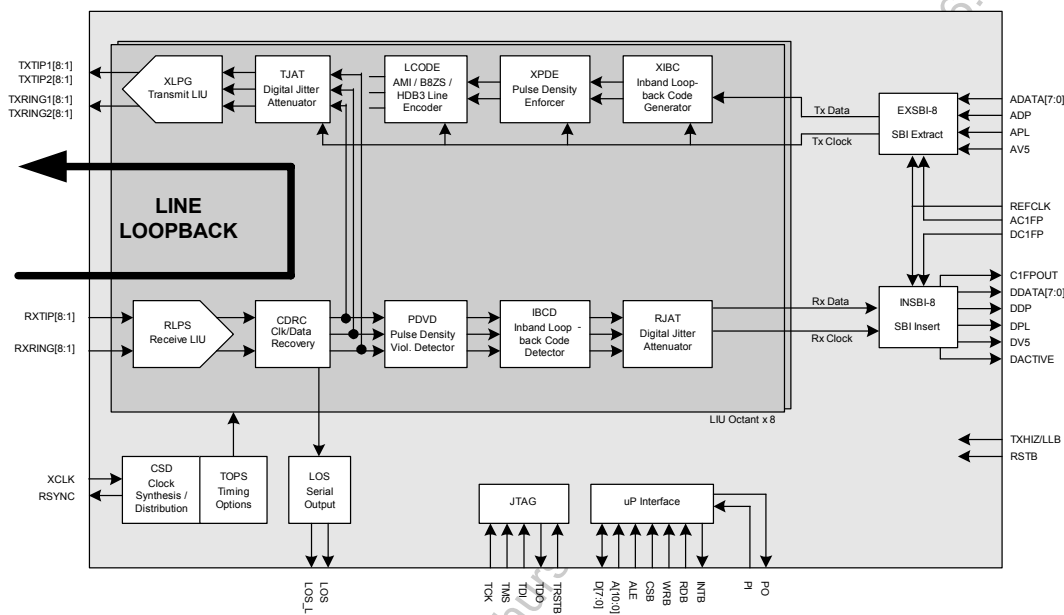 TXTIP1[8:1]
TXTIP2[8:1]
TXRING1[8:1]
TXRING2[8:1]
XLPG
Transmit LIU
TJAT
Digital Jitter
Attenuator
LCODE
AMI / B8ZS /
HDB3 Line
Encoder
XPDE
Pulse Density
Enforcer
XIBC
Inband Loop-
back Code
Generator
Tx Data
Tx Clock
EXSBI-8
SBI Extract
ADATA[7:0]
ADP
APL
AV5
REFCLK
AC1FP
DC1FP
LINE
LOOPBACK
RXTIP[8:1]
RXRING[8:1]
RLPS
Receive LIU
CDRC
Clk/Data
Recovery
PDVD
Pulse Density
Viol. Detector
IBCD
Inband Loop -
back Code
Detector
RJAT
Digital Jitter
Attenuator
Rx Data
Rx Clock
INSBI-8
SBI Insert
C1FPOUT
DDATA[7:0]
DDP
DPL
DV5
DACTIVE
LIU Octant x 8
TXHIZ/LLB
RSTB
XCLK
RSYNC
CSD
Clock
Synthesis /
Distribution
TOPS
Timing
Options
LOS
Serial
Output
JTAG
uP Interface
LOS_L
LOS
TCK
TMS
TDI
TDO
TRSTB
D[7:0]
A[10:0]
ALE
CSB
WRB
RDB
INTB
PI
PO